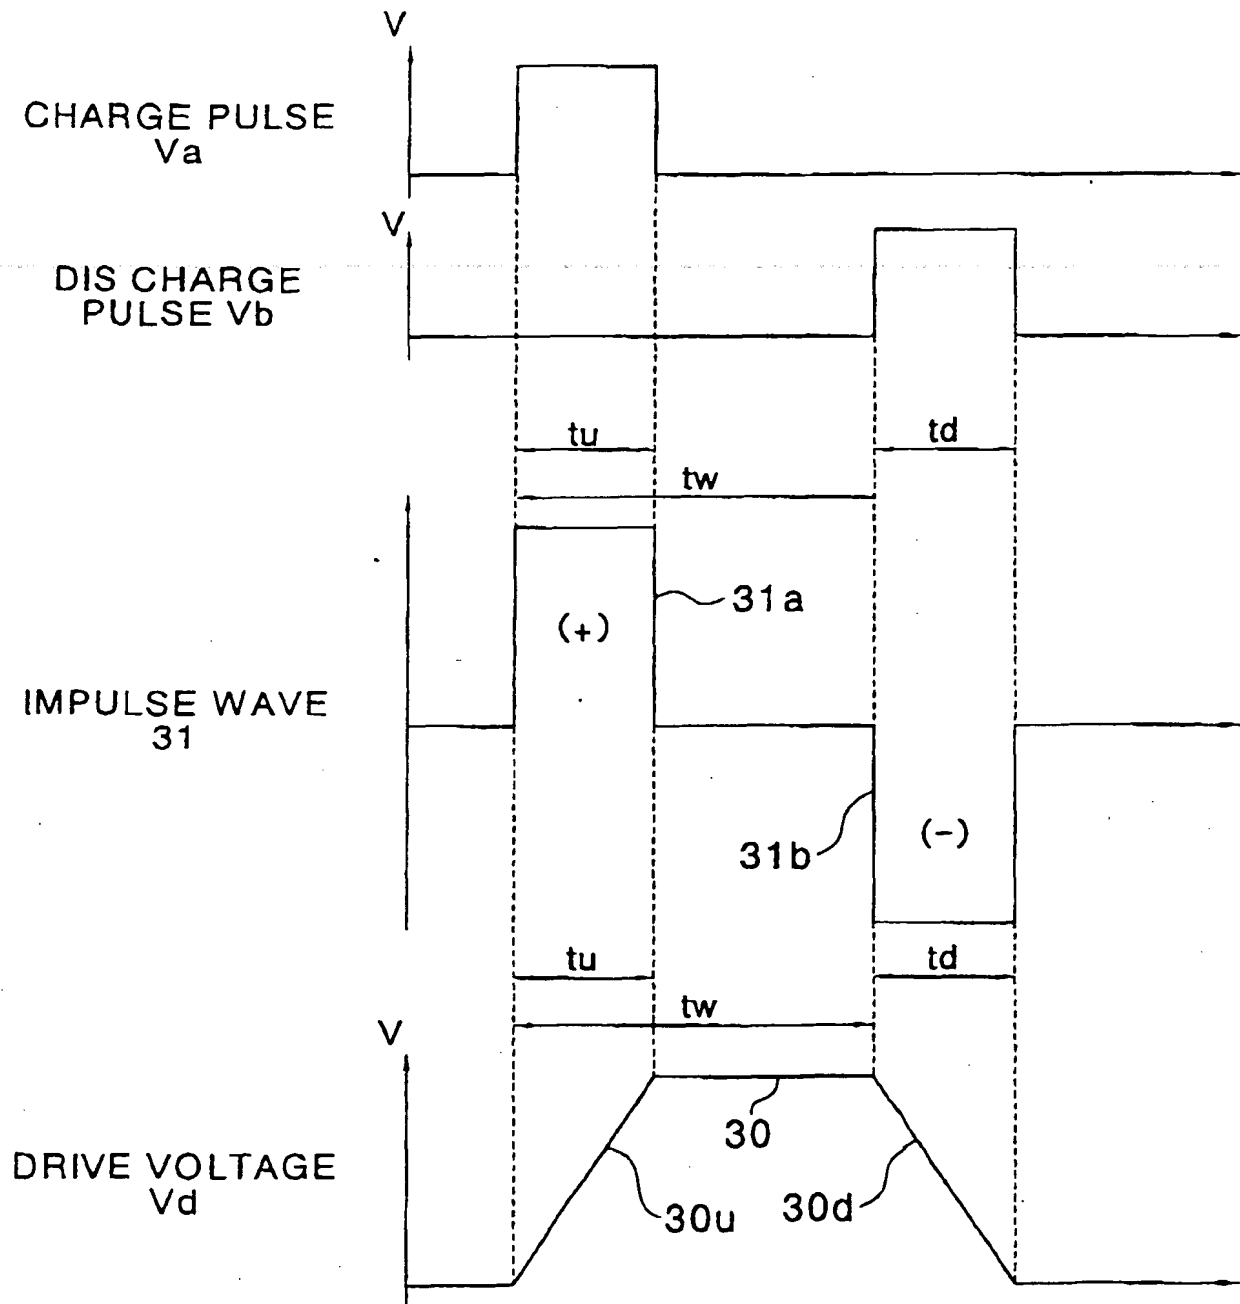 V
CHARGE PULSE
Va
V
DIS CHARGE
PULSE Vb
tu
td
tw
31a
(+)
IMPULSE WAVE
31
31b
(-)
tu
td
tw
V
30
DRIVE VOLTAGE
Vd
30u
30d